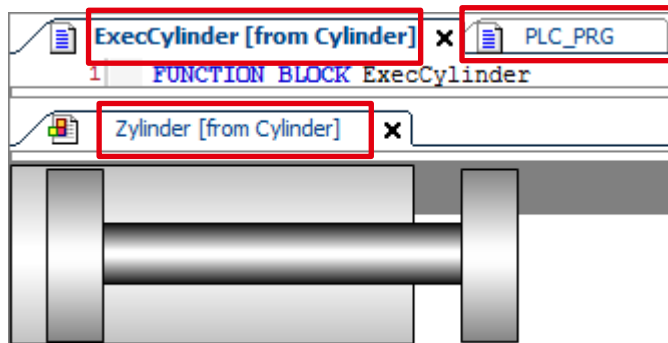 ExecCylinder [from Cylinder] PLC_PRG
1 FUNCTION BLOCK ExecCylinder
Zylinder [from Cylinder]